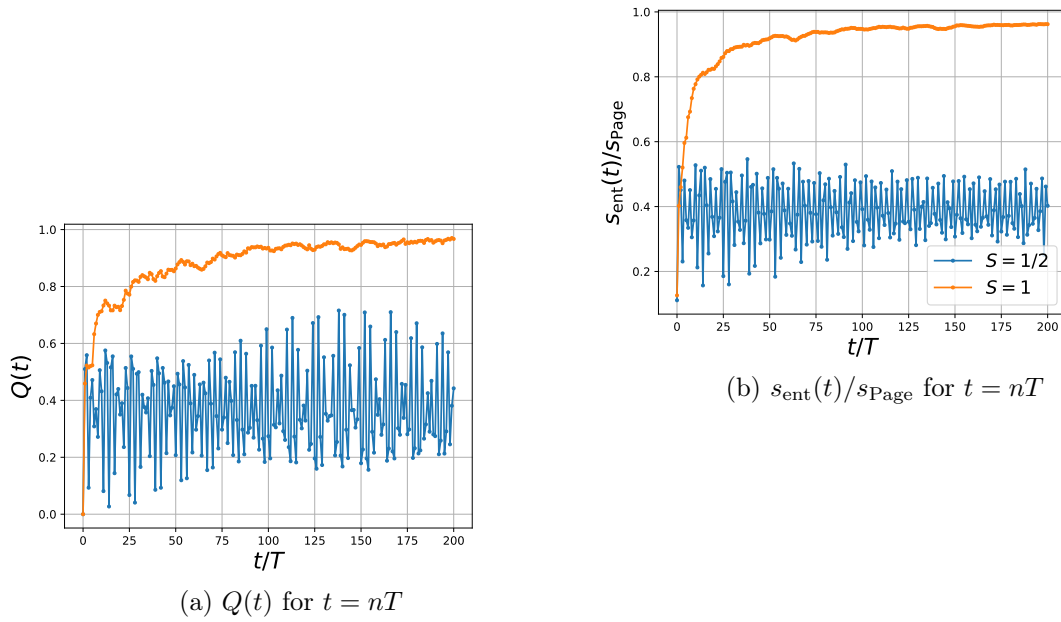 1.0
0.8
0.6
0.4
0.2
0.0
Q(t)
0 25 50 75 100 125 150 175 200
t/T
(a) Q(t) for t = nT
1.0
0.8
0.6
0.4
0.2
s_ent(t)/s_Page
S = 1/2
S = 1
0 25 50 75 100 125 150 175 200
t/T
(b) s_ent(t)/s_Page for t = nT